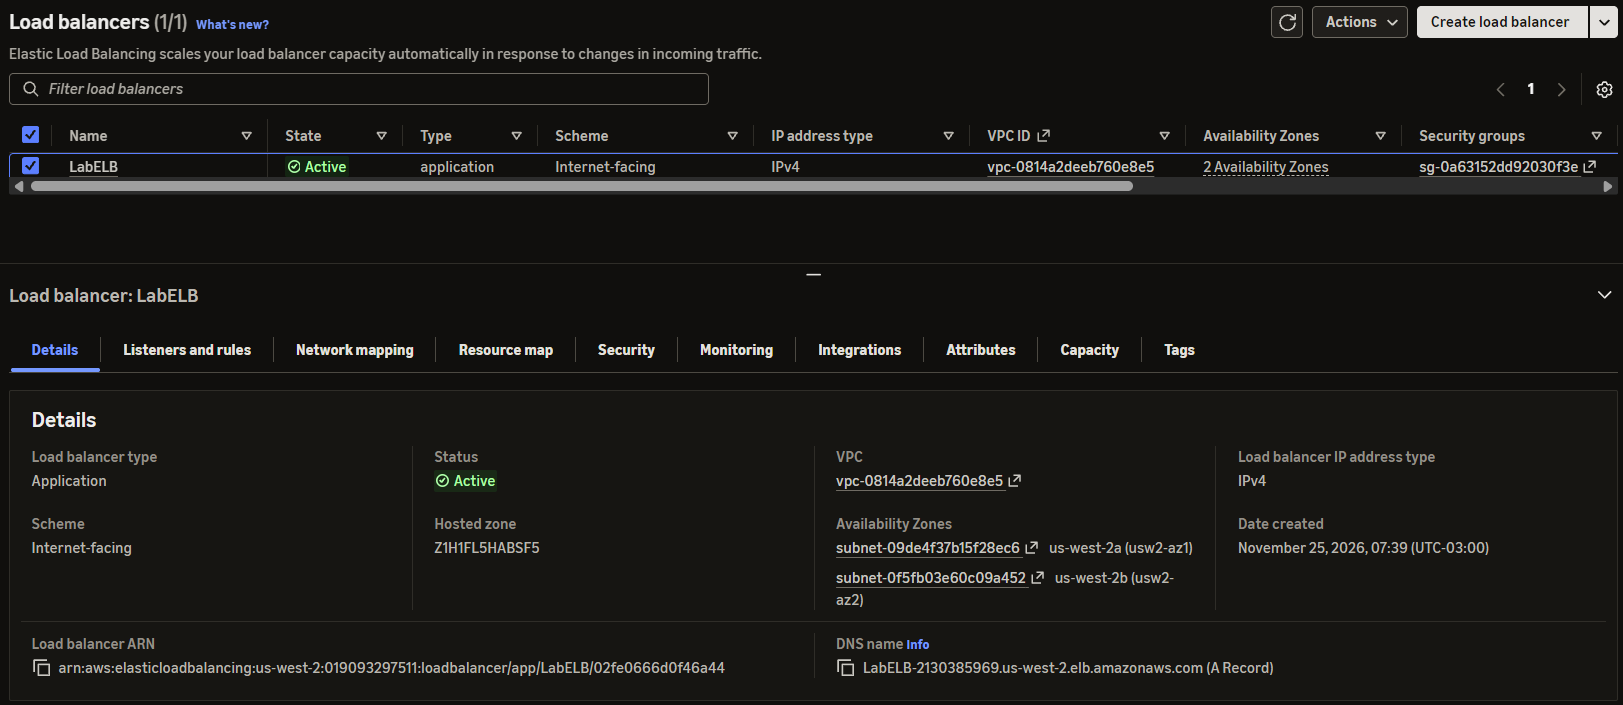 Load balancers (1/1) What's new?
Actions
Create load balancer
Elastic Load Balancing scales your load balancer capacity automatically in response to changes in incoming traffic.
Filter load balancers
1
Name State Type Scheme IP address type VPC ID Availability Zones Security groups
LabELB Active application Internet-facing IPv4 vpc-0814a2deeb760e8e5 2 Availability Zones sg-0a63152dd92030f3e
Load balancer: LabELB
Details Listeners and rules Network mapping Resource map Security Monitoring Integrations Attributes Capacity Tags
Details
Load balancer type
Application
Status
Active
VPC
vpc-0814a2deeb760e8e5
Load balancer IP address type
IPv4
Scheme
Internet-facing
Hosted zone
Z1H1FL5HABSF5
Availability Zones
subnet-09de4f37b15f28ec6 us-west-2a (usw2-az1)
subnet-0f5fb03e60c09a452 us-west-2b (usw2-
az2)
Date created
November 25, 2026, 07:39 (UTC-03:00)
Load balancer ARN
arn:aws:elasticloadbalancing:us-west-2:019093297511:loadbalancer/app/LabELB/02fe0666d0f46a44
DNS name Info
LabELB-2130385969.us-west-2.elb.amazonaws.com (A Record)